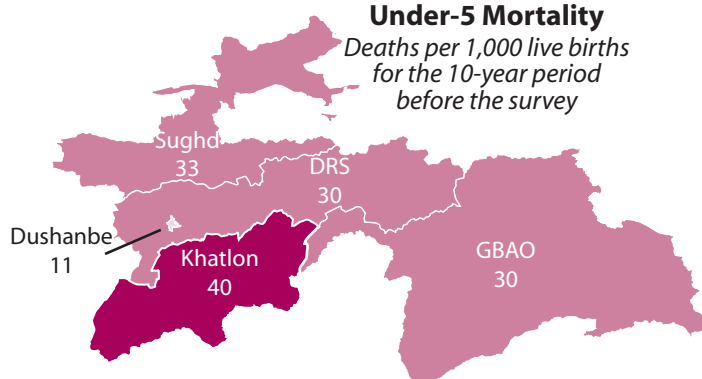 Under-5 Mortality
Deaths per 1,000 live births
for the 10-year period
before the survey
Sughd
33
DRS
30
Dushanbe
11
Khatlon
40
GBAO
30